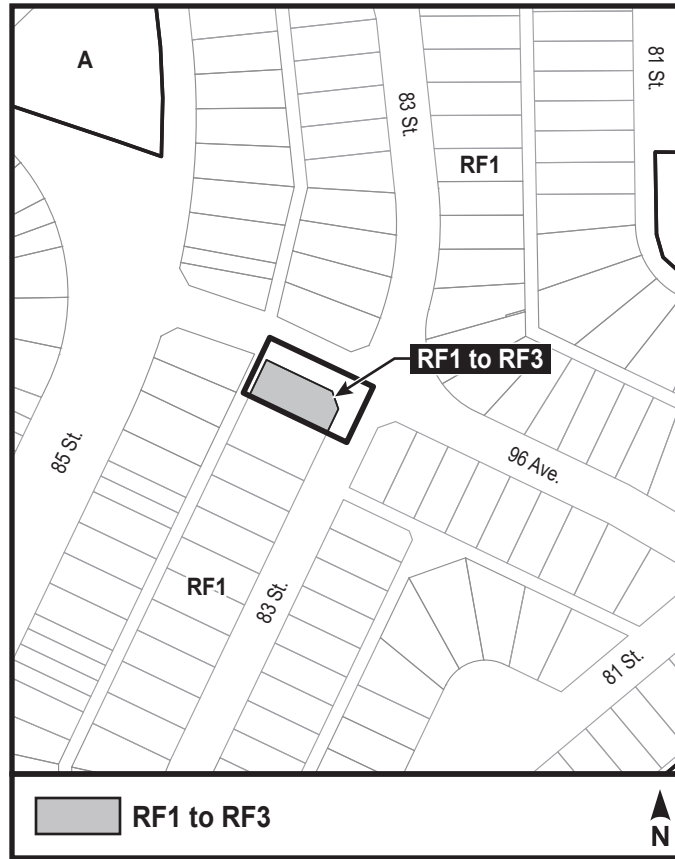 A
83 St.
81 St.
RF1
RF1 to RF3
85 St.
96 Ave.
RF1
83 St.
81 St.
RF1 to RF3
N